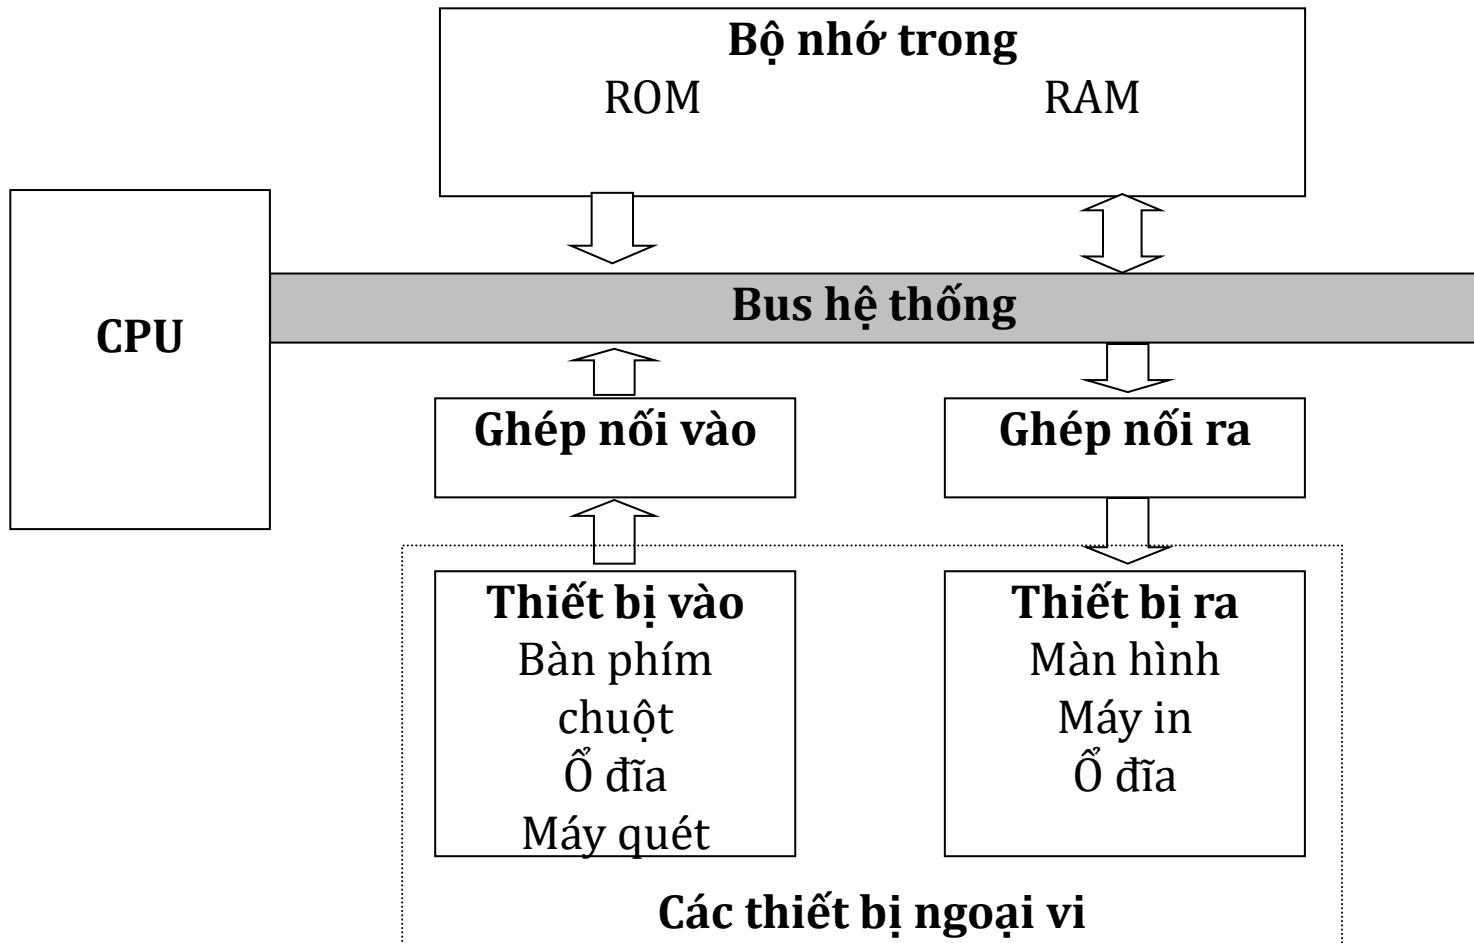 Bộ nhớ trong
ROM RAM
CPU
Bus hệ thống
Ghép nối vào
Ghép nối ra
Thiết bị vào
Bàn phím
chuột
Ổ đĩa
Máy quét
Thiết bị ra
Màn hình
Máy in
Ổ đĩa
Các thiết bị ngoại vi